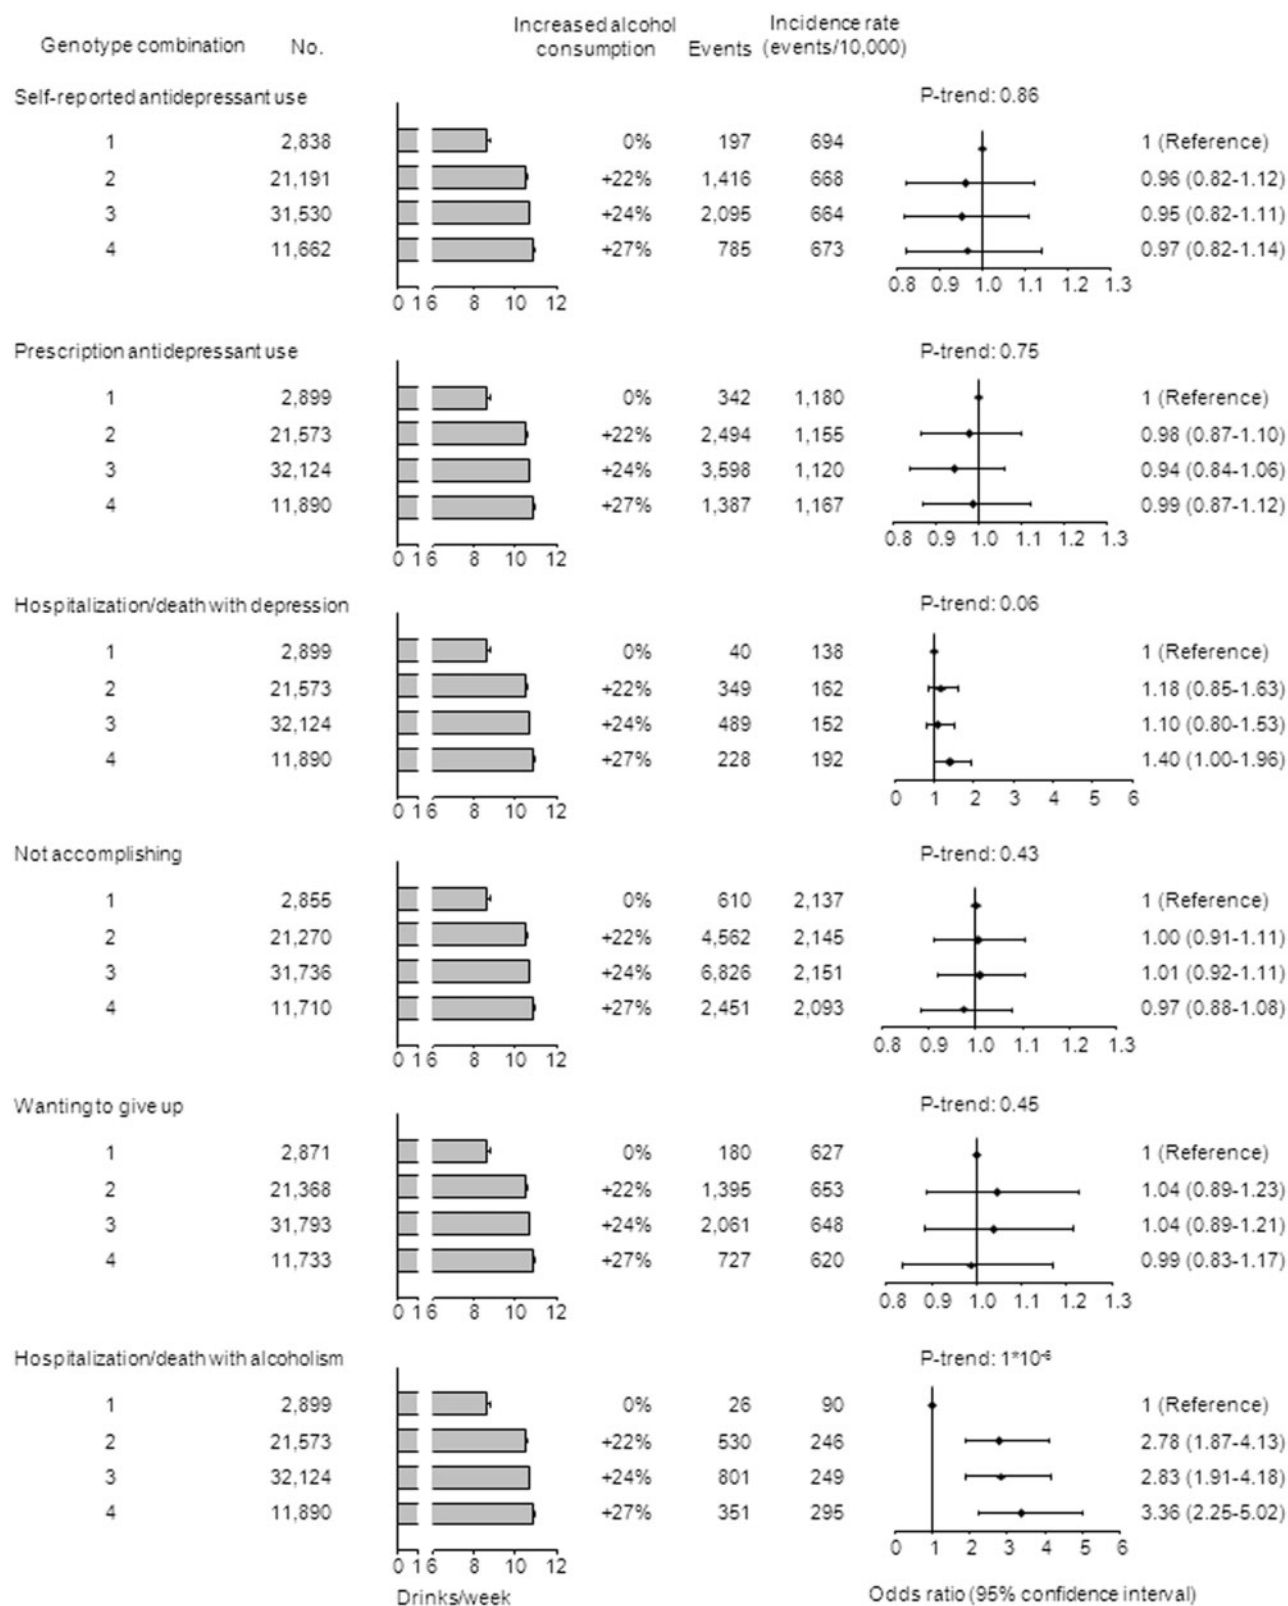 Genotype combination No. Increased alcohol consumption Events Incidence rate (events/10,000)
Self-reported antidepressant use P-trend: 0.86
1 2,838 0% 197 694 1 (Reference)
2 21,191 +22% 1,416 668 0.96 (0.82-1.12)
3 31,530 +24% 2,095 664 0.95 (0.82-1.11)
4 11,662 +27% 785 673 0.97 (0.82-1.14)
0 1 6 8 10 12 0.8 0.9 1.0 1.1 1.2 1.3
Prescription antidepressant use P-trend: 0.75
1 2,899 0% 342 1,180 1 (Reference)
2 21,573 +22% 2,494 1,155 0.98 (0.87-1.10)
3 32,124 +24% 3,598 1,120 0.94 (0.84-1.06)
4 11,890 +27% 1,387 1,167 0.99 (0.87-1.12)
0 1 6 8 10 12 0.8 0.9 1.0 1.1 1.2 1.3
Hospitalization/death with depression P-trend: 0.06
1 2,899 0% 40 138 1 (Reference)
2 21,573 +22% 349 162 1.18 (0.85-1.63)
3 32,124 +24% 489 152 1.10 (0.80-1.53)
4 11,890 +27% 228 192 1.40 (1.00-1.96)
0 1 6 8 10 12 0 1 2 3 4 5 6
Not accomplishing P-trend: 0.43
1 2,855 0% 610 2,137 1 (Reference)
2 21,270 +22% 4,562 2,145 1.00 (0.91-1.11)
3 31,736 +24% 6,826 2,151 1.01 (0.92-1.11)
4 11,710 +27% 2,451 2,093 0.97 (0.88-1.08)
0 1 6 8 10 12 0.8 0.9 1.0 1.1 1.2 1.3
Wanting to give up P-trend: 0.45
1 2,871 0% 180 627 1 (Reference)
2 21,368 +22% 1,395 653 1.04 (0.89-1.23)
3 31,793 +24% 2,061 648 1.04 (0.89-1.21)
4 11,733 +27% 727 620 0.99 (0.83-1.17)
0 1 6 8 10 12 0.8 0.9 1.0 1.1 1.2 1.3
Hospitalization/death with alcoholism P-trend: 1*10⁻⁶
1 2,899 0% 26 90 1 (Reference)
2 21,573 +22% 530 246 2.78 (1.87-4.13)
3 32,124 +24% 801 249 2.83 (1.91-4.18)
4 11,890 +27% 351 295 3.36 (2.25-5.02)
0 1 6 8 10 12 0 1 2 3 4 5 6
Drinks/week Odds ratio (95% confidence interval)